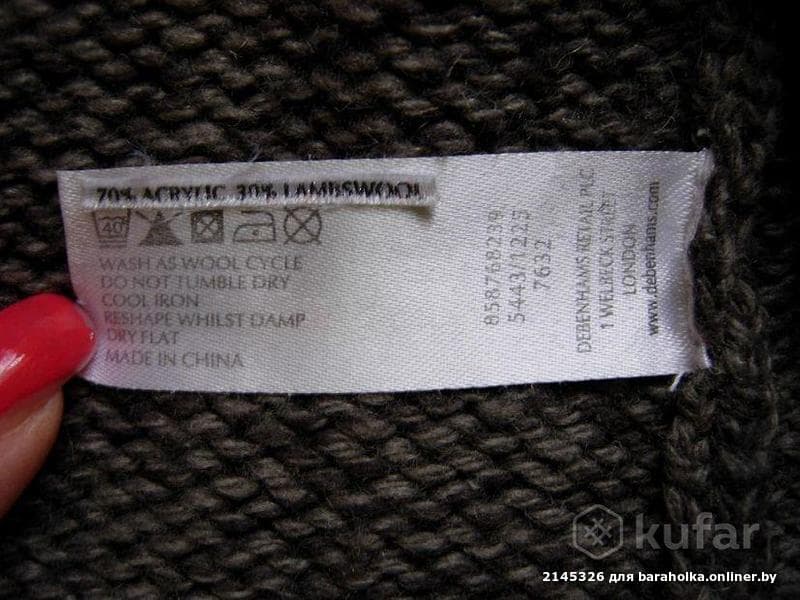 70% ACRYLIC 30% LAMBSWOOL
40
WASH AS WOOL CYCLE
DO NOT TUMBLE DRY
COOL IRON
RESHAPE WHILST DAMP
DRY FLAT
MADE IN CHINA
858768239
5443/1225
7632
DEBENHAMS RETAIL PLC
1 WELBECK STREET
LONDON
www.debenhams.com
kufar
2145326 для baraholka.onliner.by